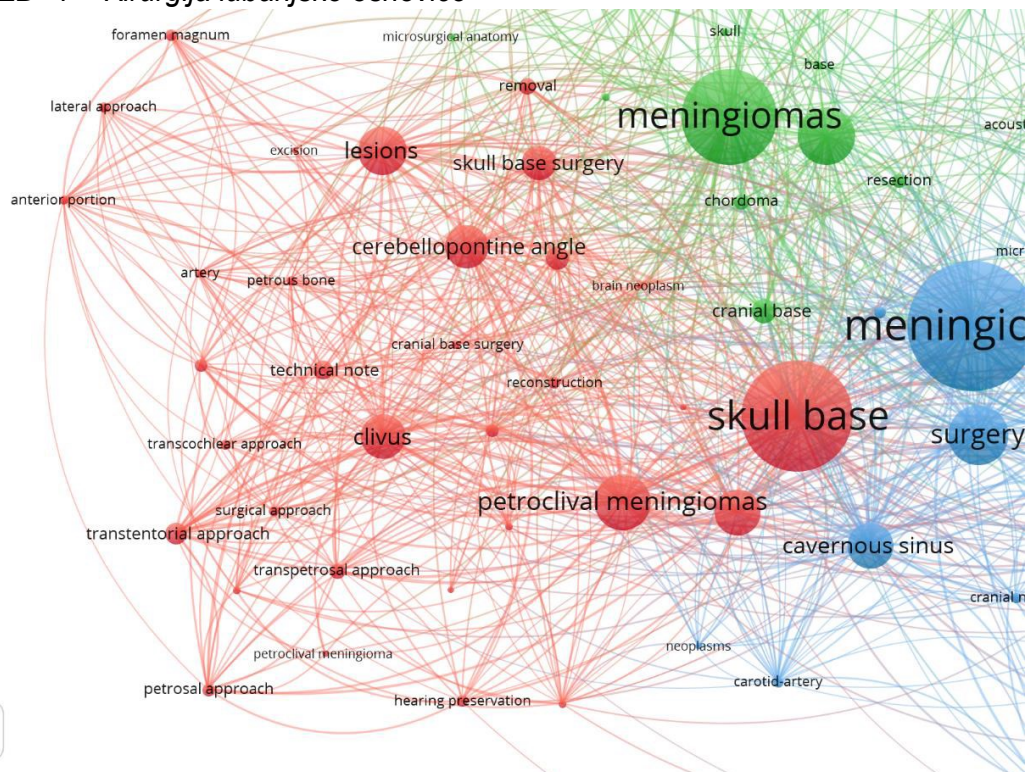 foramen magnum
microsurgical anatomy
skull
base
removal
lateral approach
meningiomas
acoust
excision
lesions
skull base surgery
resection
anterior portion
chordoma
cerebellopontine angle
micr
artery
petrous bone
brain neoplasm
cranial base
meningio
cranial base surgery
technical note
reconstruction
skull base
clivus
surgery
transcochlear approach
petroclival meningiomas
surgical approach
transtentorial approach
cavernous sinus
transpetrosal approach
cranial n
neoplasms
petroclival meningioma
carotid-artery
petrosal approach
hearing preservation